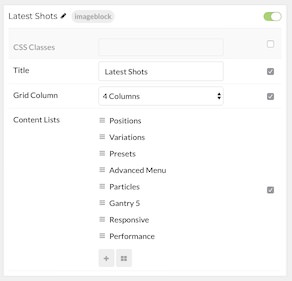 Latest Shots imageblock
CSS Classes
Title Latest Shots
Grid Column 4 Columns
Content Lists Positions
Variations
Presets
Advanced Menu
Particles
Gantry 5
Responsive
Performance